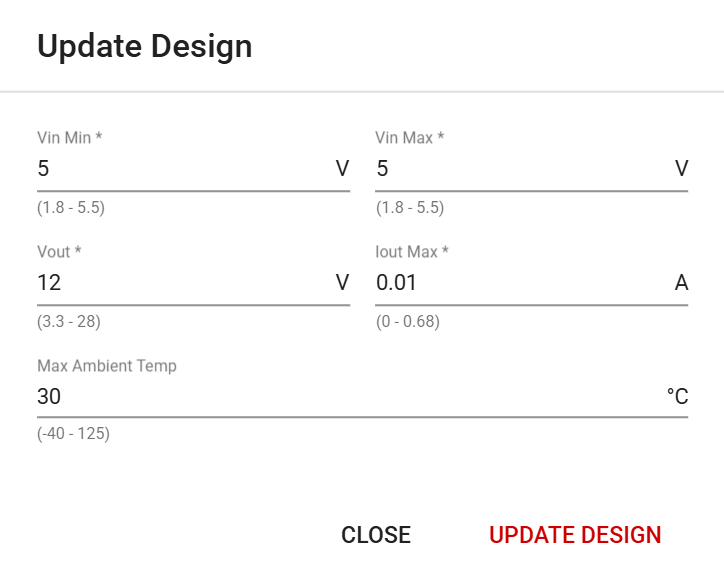 Update Design
Vin Min * Vin Max *
5 V 5 V
(1.8 - 5.5) (1.8 - 5.5)
Vout * Iout Max *
12 V 0.01 A
(3.3 - 28) (0 - 0.68)
Max Ambient Temp
30 °C
(-40 - 125)
CLOSE UPDATE DESIGN